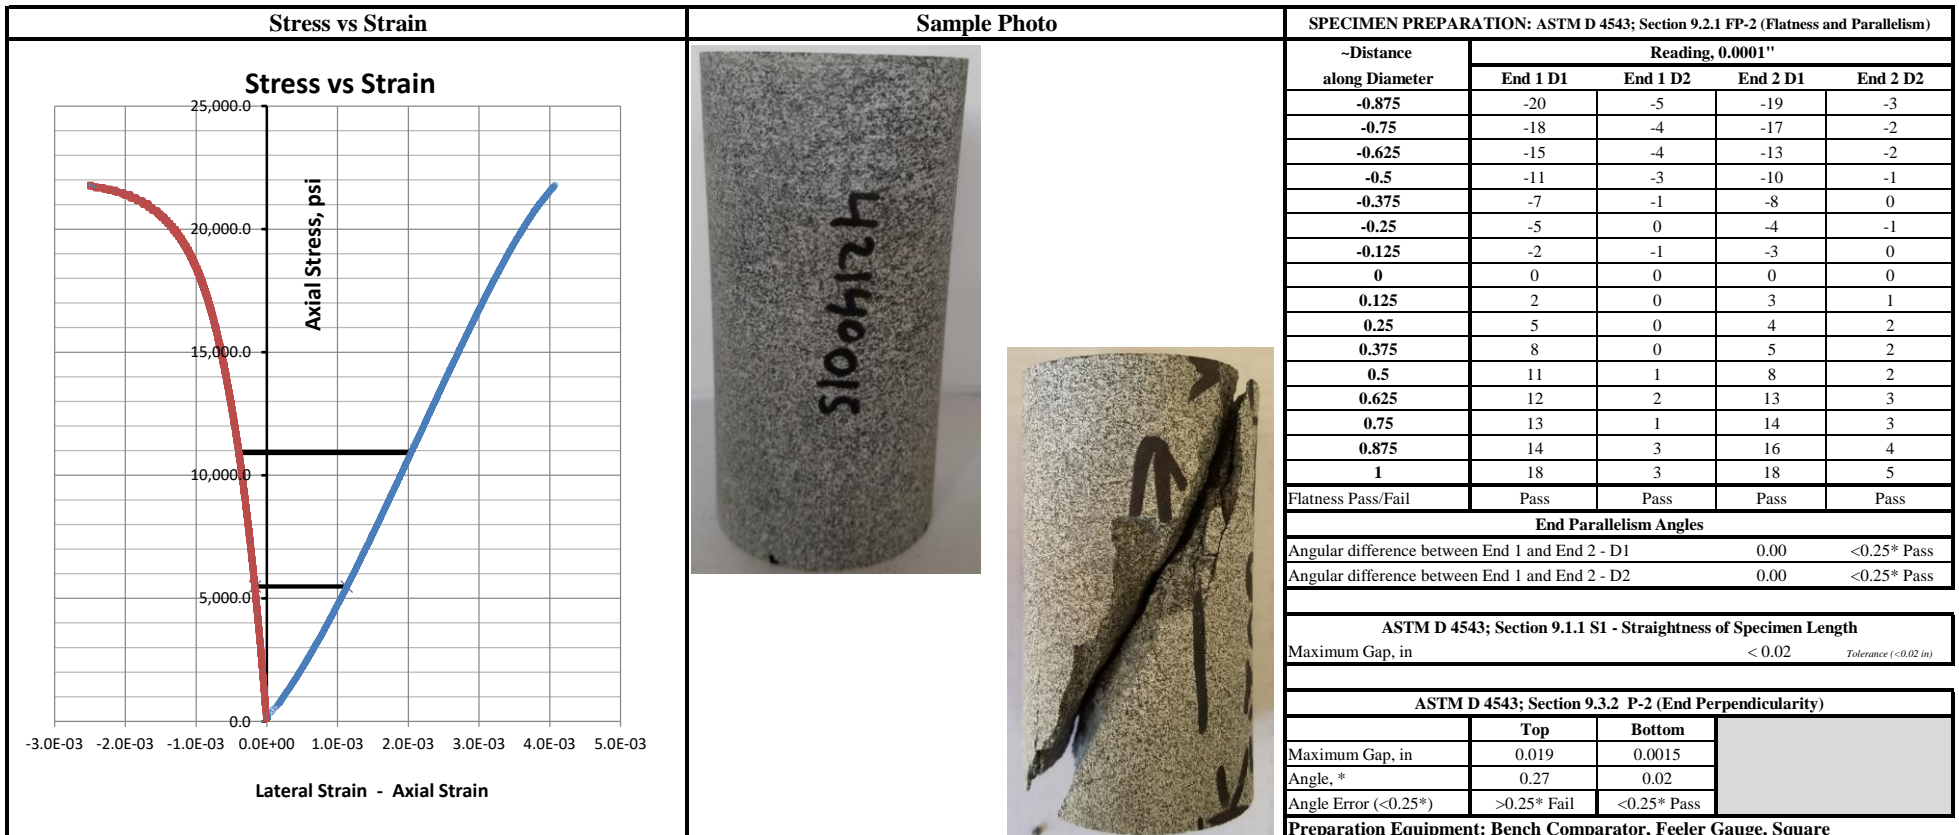 Stress vs Strain
Stress vs Strain
25,000.0
20,000.0
15,000.0
10,000.0
5,000.0
0.0
Axial Stress, psi
-3.0E-03 -2.0E-03 -1.0E-03 0.0E+00 1.0E-03 2.0E-03 3.0E-03 4.0E-03 5.0E-03
Lateral Strain - Axial Strain
Sample Photo
4124001S
SPECIMEN PREPARATION: ASTM D 4543; Section 9.2.1 FP-2 (Flatness and Parallelism)
~Distance Reading, 0.0001"
along Diameter End 1 D1 End 1 D2 End 2 D1 End 2 D2
-0.875 -20 -5 -19 -3
-0.75 -18 -4 -17 -2
-0.625 -15 -4 -13 -2
-0.5 -11 -3 -10 -1
-0.375 -7 -1 -8 0
-0.25 -5 0 -4 -1
-0.125 -2 -1 -3 0
0 0 0 0 0
0.125 2 0 3 1
0.25 5 0 4 2
0.375 8 0 5 2
0.5 11 1 8 2
0.625 12 2 13 3
0.75 13 1 14 3
0.875 14 3 16 4
1 18 3 18 5
Flatness Pass/Fail Pass Pass Pass Pass
End Parallelism Angles
Angular difference between End 1 and End 2 - D1 0.00 <0.25* Pass
Angular difference between End 1 and End 2 - D2 0.00 <0.25* Pass
ASTM D 4543; Section 9.1.1 S1 - Straightness of Specimen Length
Maximum Gap, in < 0.02 Tolerance (<0.02 in)
ASTM D 4543; Section 9.3.2 P-2 (End Perpendicularity)
Top Bottom
Maximum Gap, in 0.019 0.0015
Angle, * 0.27 0.02
Angle Error (<0.25*) >0.25* Fail <0.25* Pass
Preparation Equipment: Bench Comparator, Feeler Gauge, Square